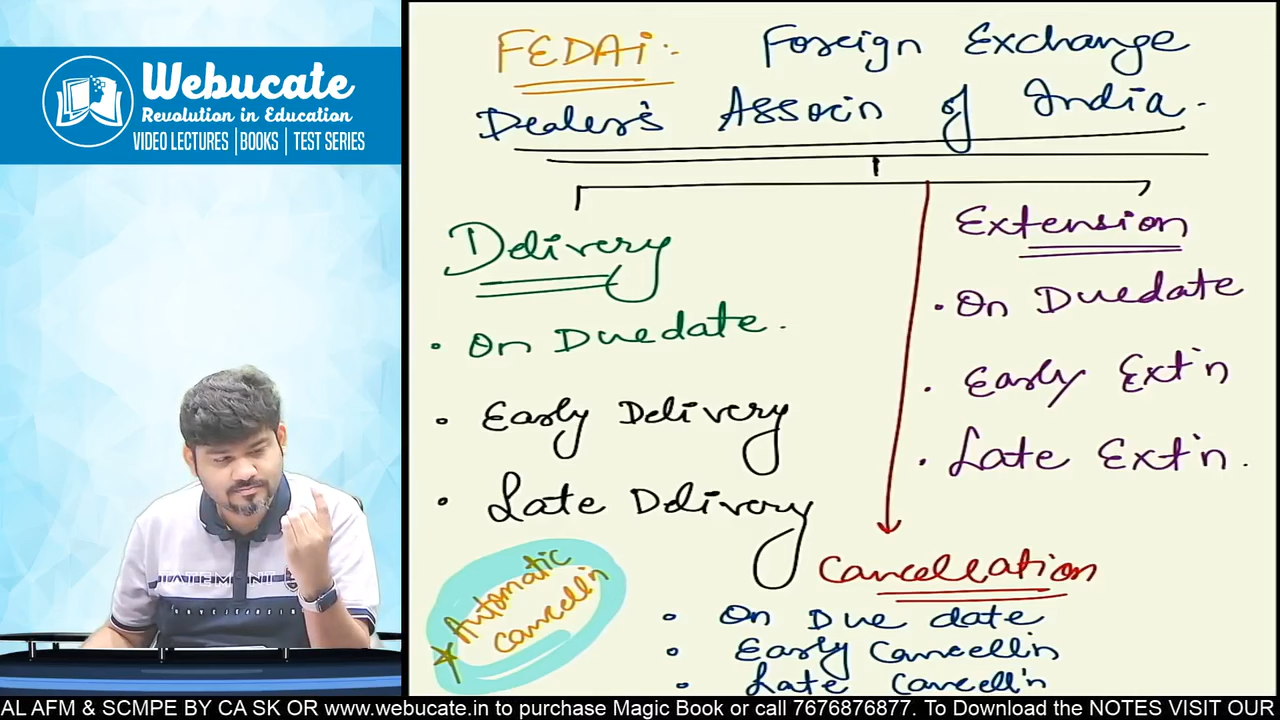 Webucate
Revolution in Education
VIDEO LECTURES | BOOKS | TEST SERIES
FEDAi:- Foreign Exchange
Dealer's Associn of India.
Delivery
• On Duedate.
• Early Delivery
• Late Delivery
Extension
• On Duedate
• Early Ext'n
• Late Ext'n.
Cancellation
• On Due date
• Early Cancell'n
• Late Cancell'n
* Automatic
Cancell'n
STATEMENT
AL AFM & SCMPE BY CA SK OR www.webucate.in to purchase Magic Book or call 7676876877. To Download the NOTES VISIT OUR